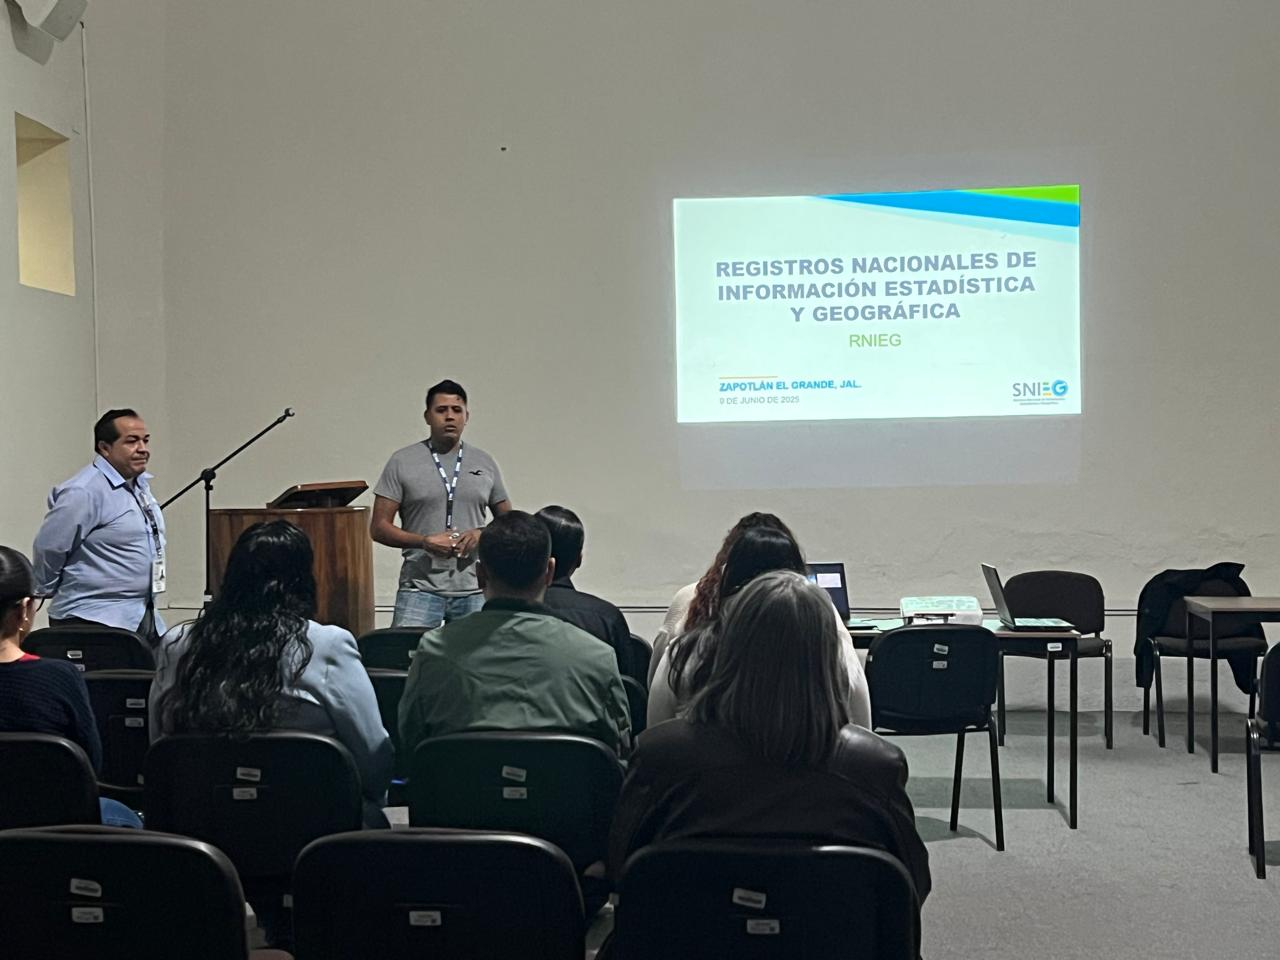 REGISTROS NACIONALES DE
INFORMACIÓN ESTADÍSTICA
Y GEOGRÁFICA
RNIEG
ZAPOTLÁN EL GRANDE, JAL.
9 DE JUNIO DE 2025
SNIEG